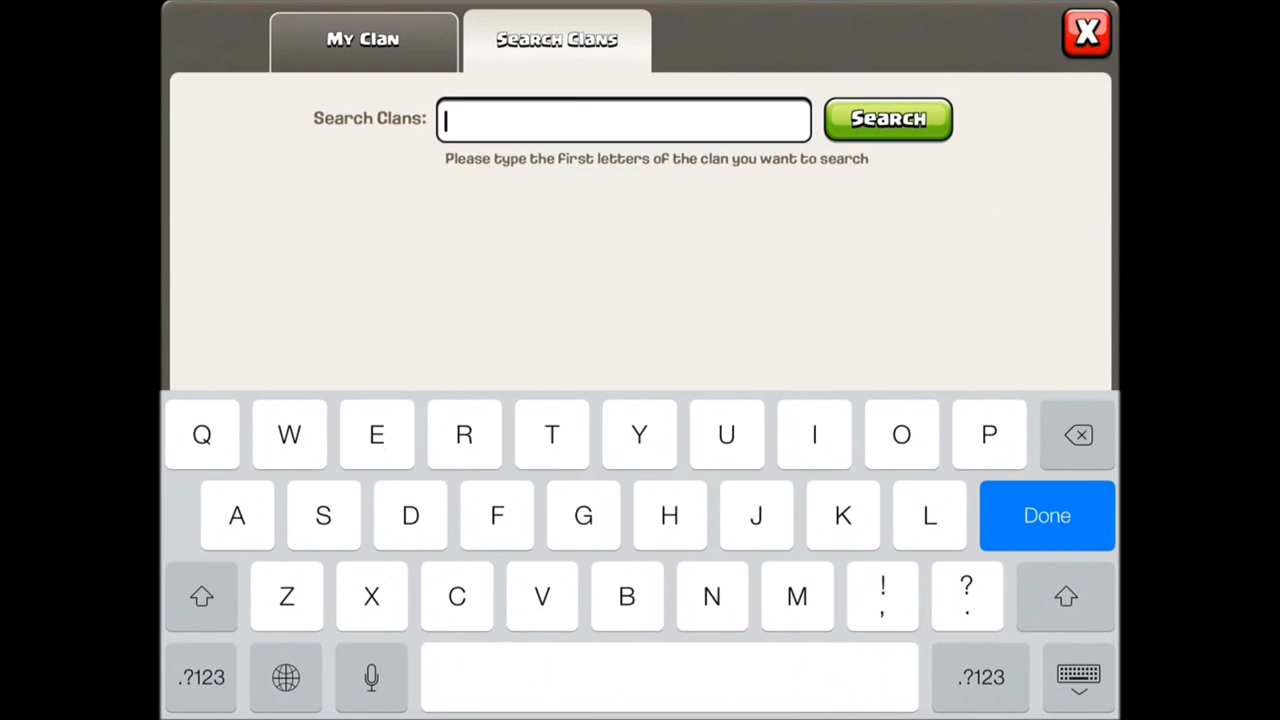 My Clan
Search Clans
X
Search Clans:
Search
Please type the first letters of the clan you want to search
Q W E R T Y U I O P
A S D F G H J K L Done
Z X C V B N M ! , ? .
.?123 .?123